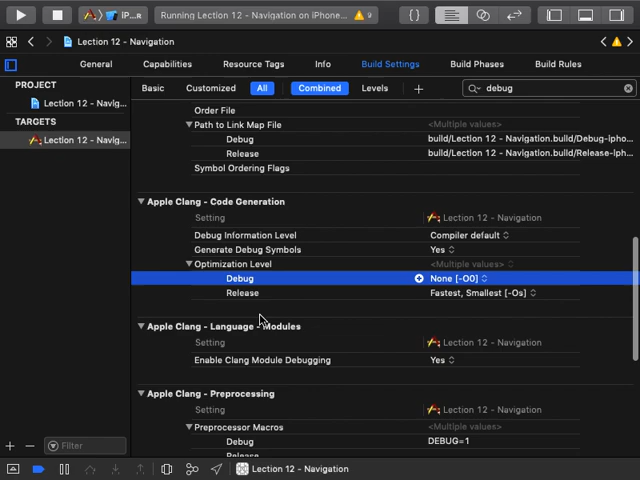 IP...R
Running Lection 12 - Navigation on iPhone...
9
{ }
Lection 12 - Navigation
General
Capabilities
Resource Tags
Info
Build Settings
Build Phases
Build Rules
PROJECT
Lection 12 - Navig...
TARGETS
Lection 12 - Navig...
Basic
Customized
All
Combined
Levels
+
debug
Order File
Path to Link Map File
<Multiple values>
Debug
build/Lection 12 - Navigation.build/Debug-ipho...
Release
build/Lection 12 - Navigation.build/Release-iph...
Symbol Ordering Flags
Apple Clang - Code Generation
Setting
Lection 12 - Navigation
Debug Information Level
Compiler default
Generate Debug Symbols
Yes
Optimization Level
<Multiple values>
Debug
None [-O0]
Release
Fastest, Smallest [-Os]
Apple Clang - Language - Modules
Setting
Lection 12 - Navigation
Enable Clang Module Debugging
Yes
Apple Clang - Preprocessing
Setting
Lection 12 - Navigation
Preprocessor Macros
<Multiple values>
Debug
DEBUG=1
Release
Filter
Lection 12 - Navigation